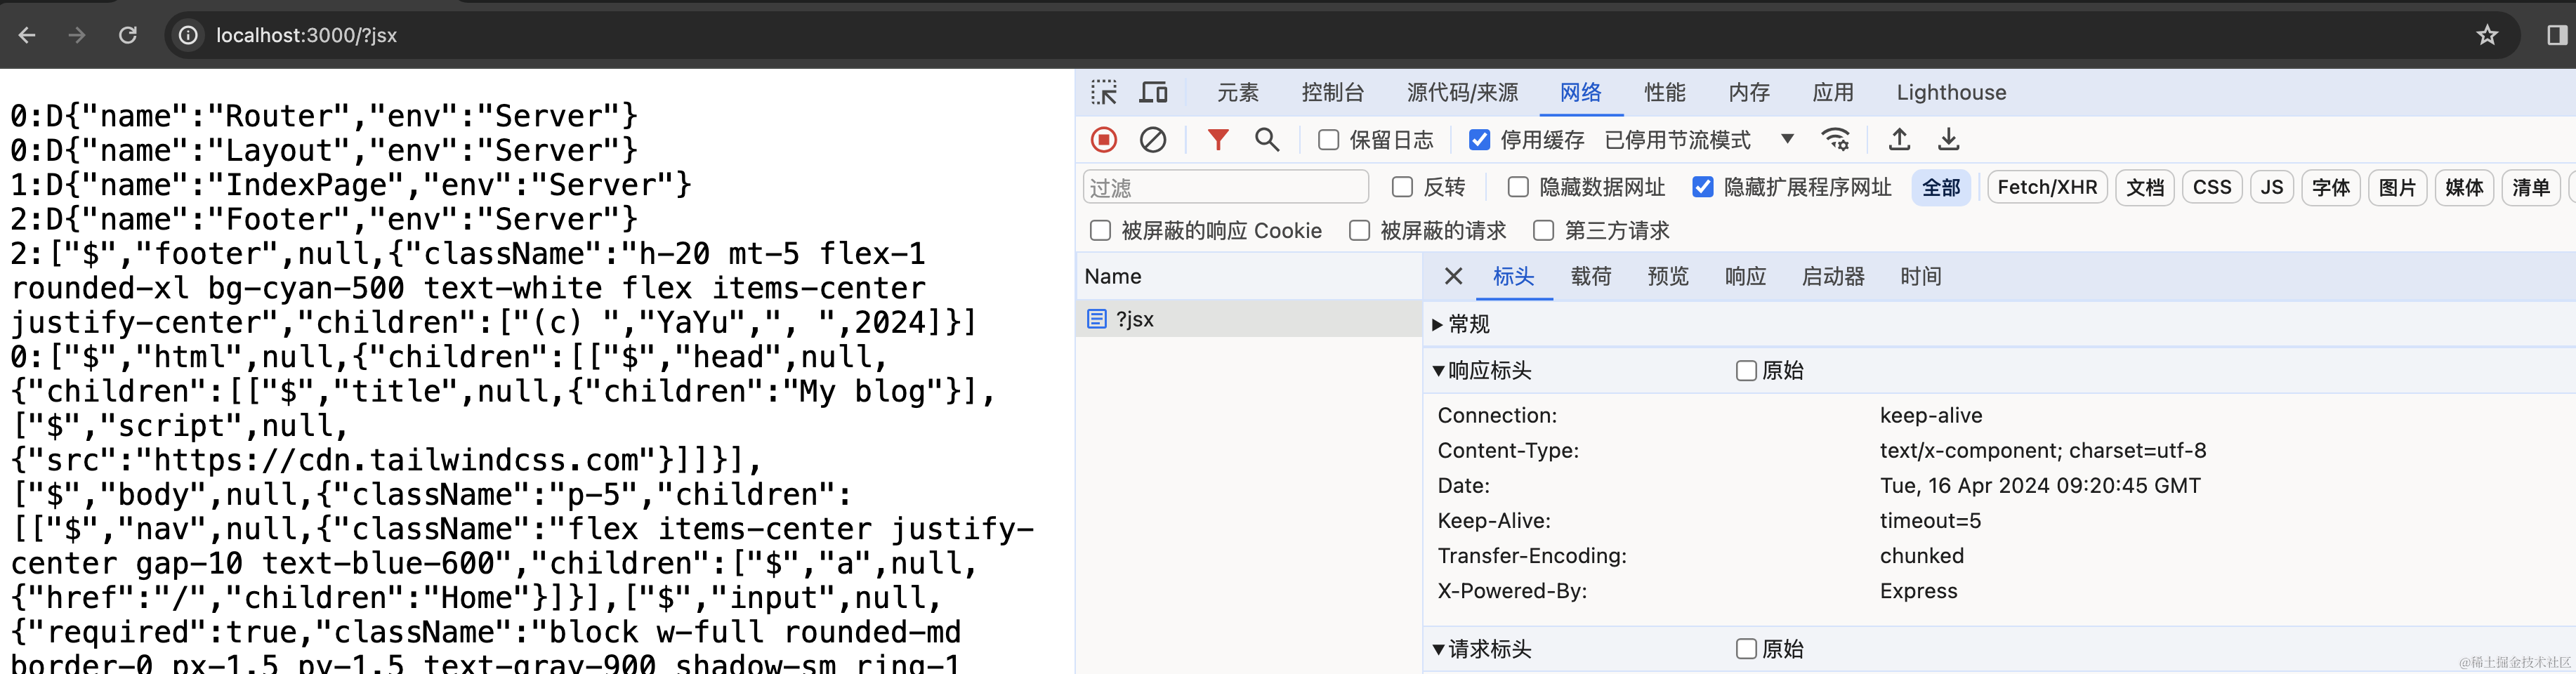 localhost:3000/?jsx
0:D{"name":"Router","env":"Server"}
0:D{"name":"Layout","env":"Server"}
1:D{"name":"IndexPage","env":"Server"}
2:D{"name":"Footer","env":"Server"}
2:["$","footer",null,{"className":"h-20 mt-5 flex-1
rounded-xl bg-cyan-500 text-white flex items-center
justify-center","children":["(c) ","YaYu",", ",2024]}]
0:["$","html",null,{"children":[["$","head",null,
{"children":[["$","title",null,{"children":"My blog"}],
["$","script",null,
{"src":"https://cdn.tailwindcss.com"}]]}],
["$","body",null,{"className":"p-5","children":
[["$","nav",null,{"className":"flex items-center justify-
center gap-10 text-blue-600","children":["$","a",null,
{"href":"/","children":"Home"}]}],["$","input",null,
{"required":true,"className":"block w-full rounded-md
border-0 px-1.5 py-1.5 text-gray-900 shadow-sm ring-1
元素 控制台 源代码/来源 网络 性能 内存 应用 Lighthouse
保留日志 停用缓存 已停用节流模式
过滤 反转 隐藏数据网址 隐藏扩展程序网址 全部 Fetch/XHR 文档 CSS JS 字体 图片 媒体 清单
被屏蔽的响应 Cookie 被屏蔽的请求 第三方请求
Name
?jsx
标头 载荷 预览 响应 启动器 时间
常规
响应标头 原始
Connection: keep-alive
Content-Type: text/x-component; charset=utf-8
Date: Tue, 16 Apr 2024 09:20:45 GMT
Keep-Alive: timeout=5
Transfer-Encoding: chunked
X-Powered-By: Express
请求标头 原始
@稀土掘金技术社区